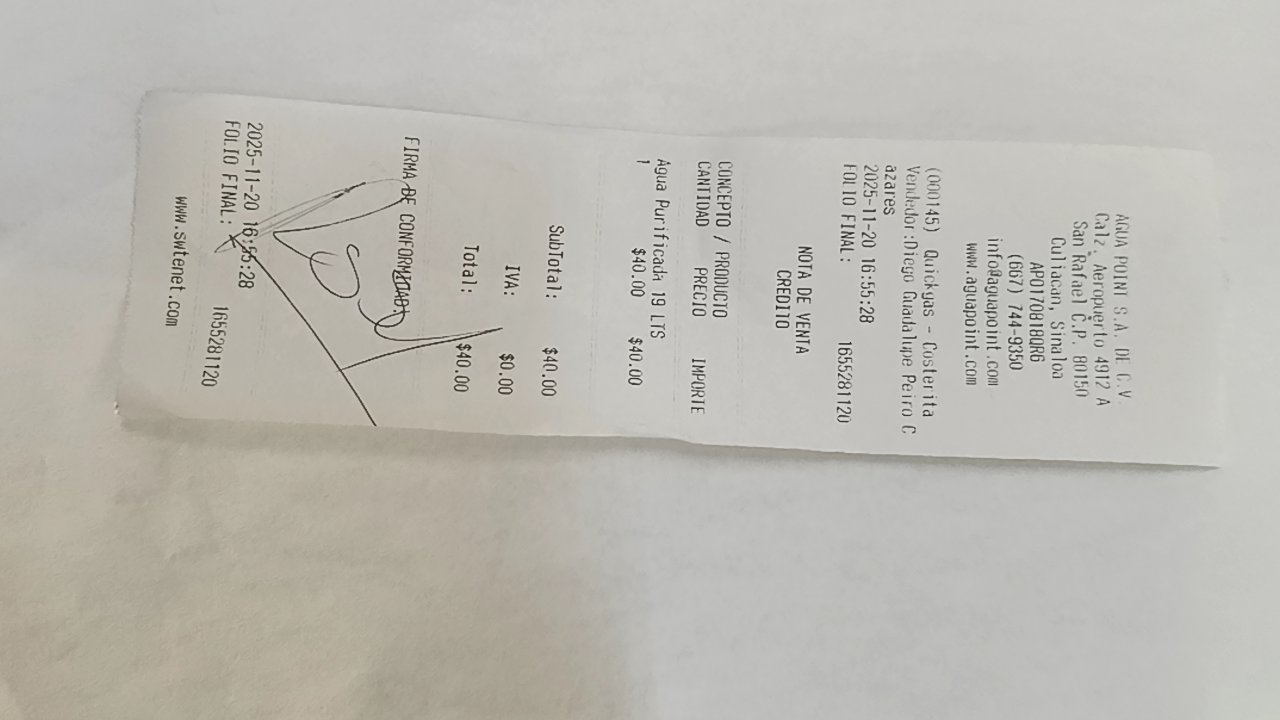 AGUA POINT S.A. DE C.V.
Calz. Aeropuerto 4912 A
San Rafael C.P. 80150
Culiacan, Sinaloa
APO170818QR6
(667) 744-9350
info@aguapoint.com
www.aguapoint.com
(000145) Quickgas - Costerita
Vendedor:Diego Guadalupe Peiro C
azares
2025-11-20 16:55:28
FOLIO FINAL: 1655281120
NOTA DE VENTA
CREDITO
CONCEPTO / PRODUCTO
CANTIDAD PRECIO IMPORTE
Agua Purificada 19 LTS
1 $40.00 $40.00
SubTotal: $40.00
IVA: $0.00
Total: $40.00
FIRMA DE CONFORMIDAD
2025-11-20 16:55:28
FOLIO FINAL: 1655281120
www.swtenet.com